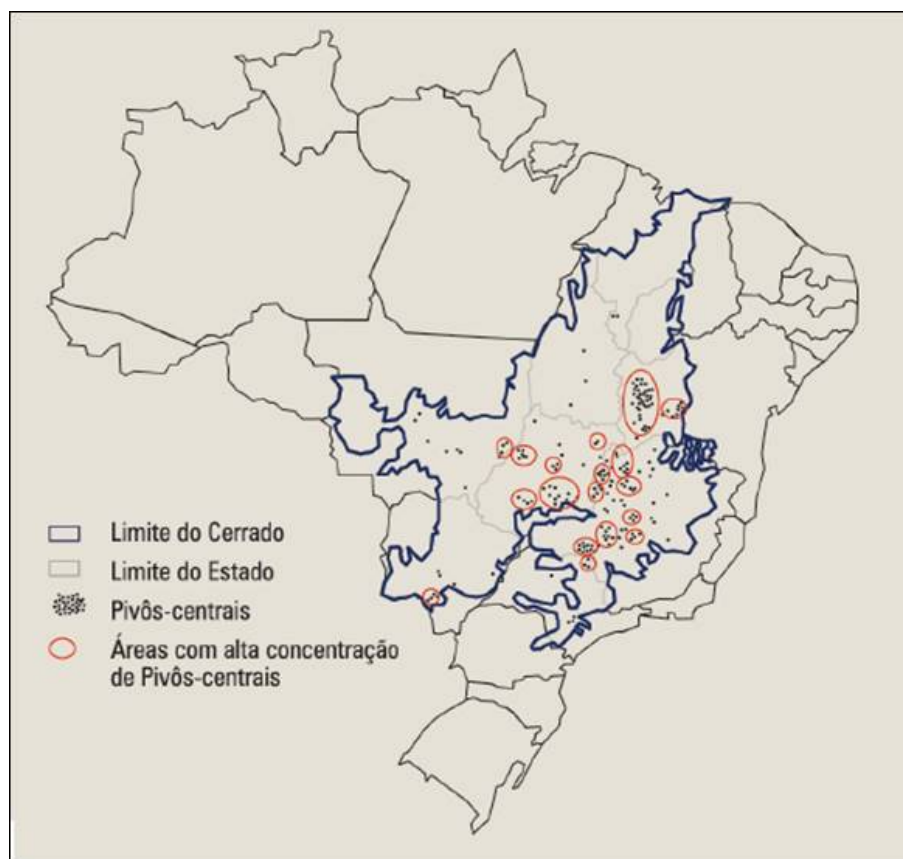 Limite do Cerrado
Limite do Estado
Pivôs-centrais
Áreas com alta concentração
de Pivôs-centrais